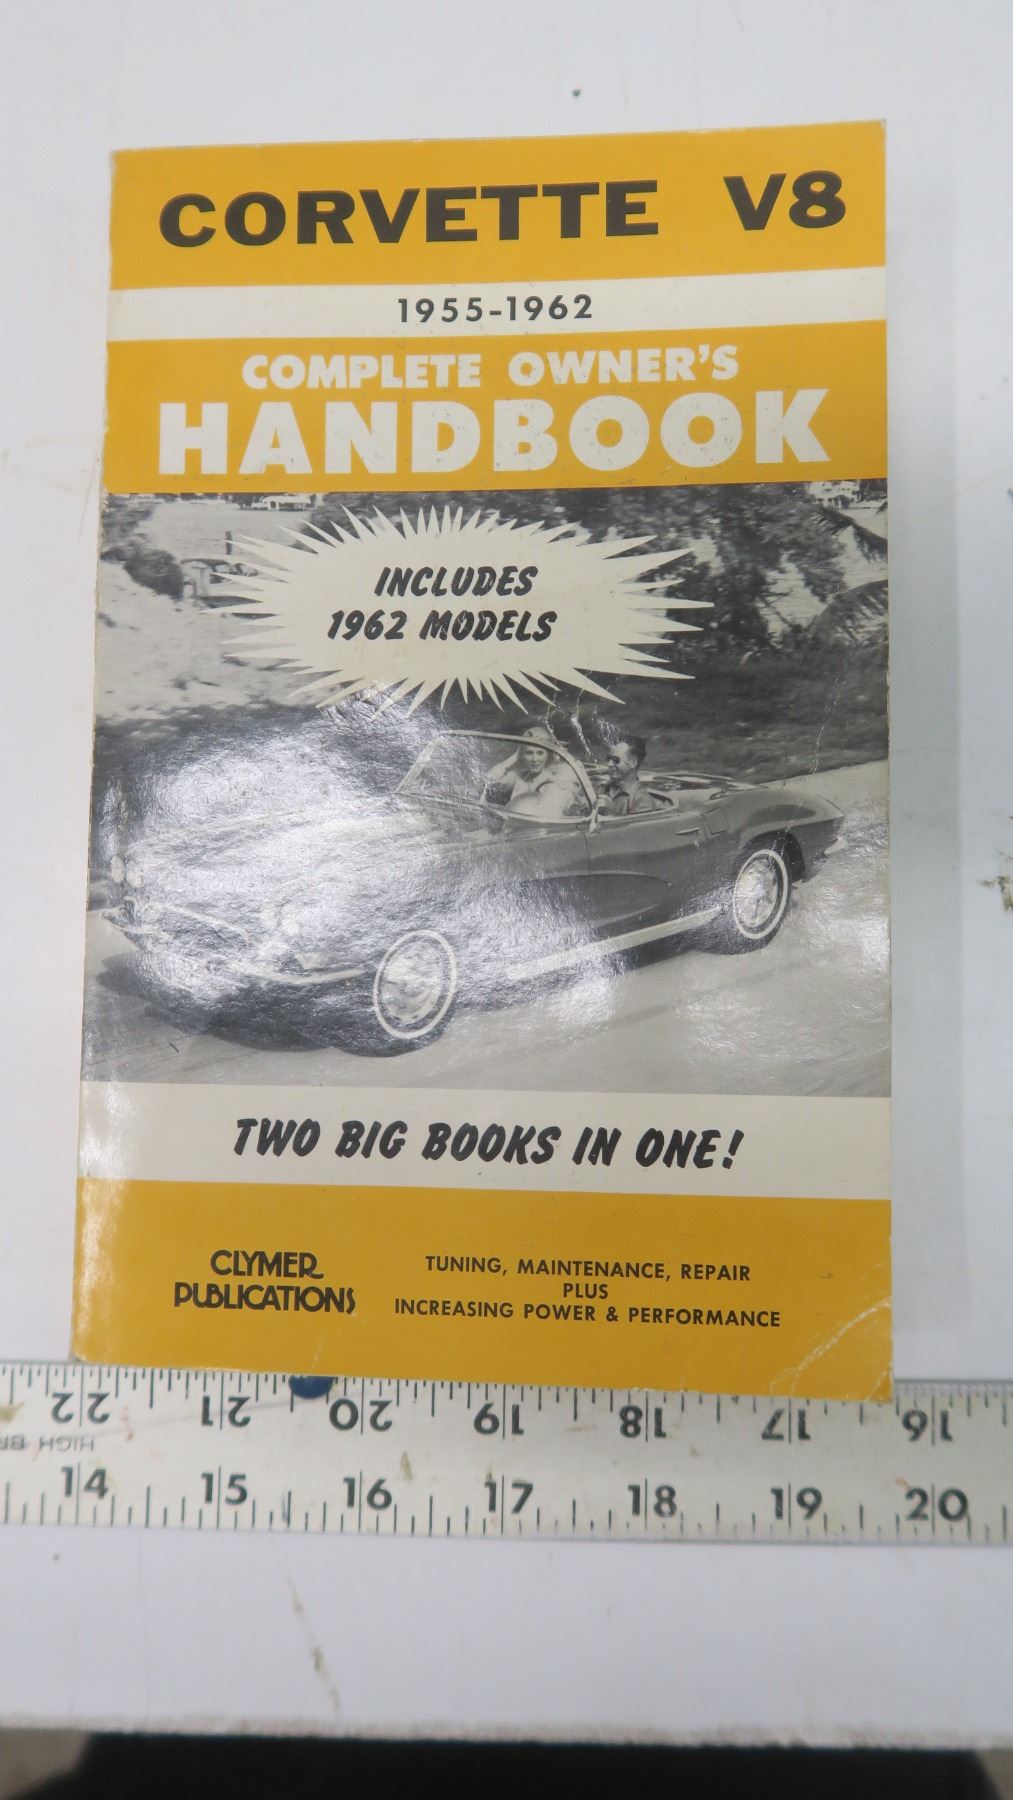 CORVETTE V8
1955-1962
COMPLETE OWNER'S
HANDBOOK
INCLUDES
1962 MODELS
TWO BIG BOOKS IN ONE!
CLYMER
PUBLICATIONS
TUNING, MAINTENANCE, REPAIR
PLUS
INCREASING POWER & PERFORMANCE
22 21 20 19 18 17 16
HIGH
14 15 16 17 18 19 20